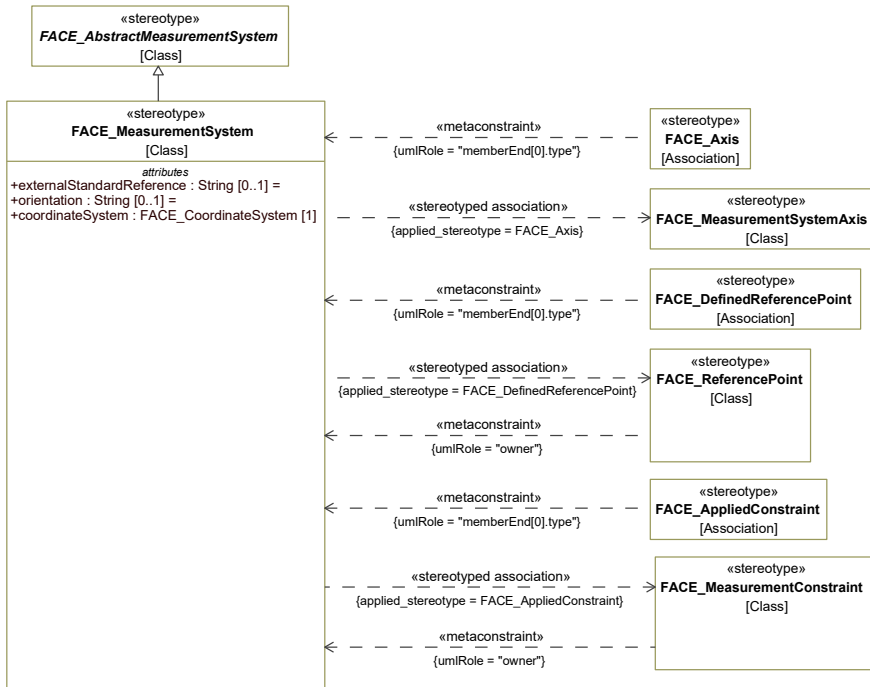 «stereotype»
FACE_AbstractMeasurementSystem
[Class]
«stereotype»
FACE_MeasurementSystem
[Class]
attributes
+externalStandardReference : String [0..1] =
+orientation : String [0..1] =
+coordinateSystem : FACE_CoordinateSystem [1]
«metaconstraint»
{umlRole = "memberEnd[0].type"}
«stereotype»
FACE_Axis
[Association]
«stereotyped association»
{applied_stereotype = FACE_Axis}
«stereotype»
FACE_MeasurementSystemAxis
[Class]
«metaconstraint»
{umlRole = "memberEnd[0].type"}
«stereotype»
FACE_DefinedReferencePoint
[Association]
«stereotyped association»
{applied_stereotype = FACE_DefinedReferencePoint}
«stereotype»
FACE_ReferencePoint
[Class]
«metaconstraint»
{umlRole = "owner"}
«metaconstraint»
{umlRole = "memberEnd[0].type"}
«stereotype»
FACE_AppliedConstraint
[Association]
«stereotyped association»
{applied_stereotype = FACE_AppliedConstraint}
«stereotype»
FACE_MeasurementConstraint
[Class]
«metaconstraint»
{umlRole = "owner"}